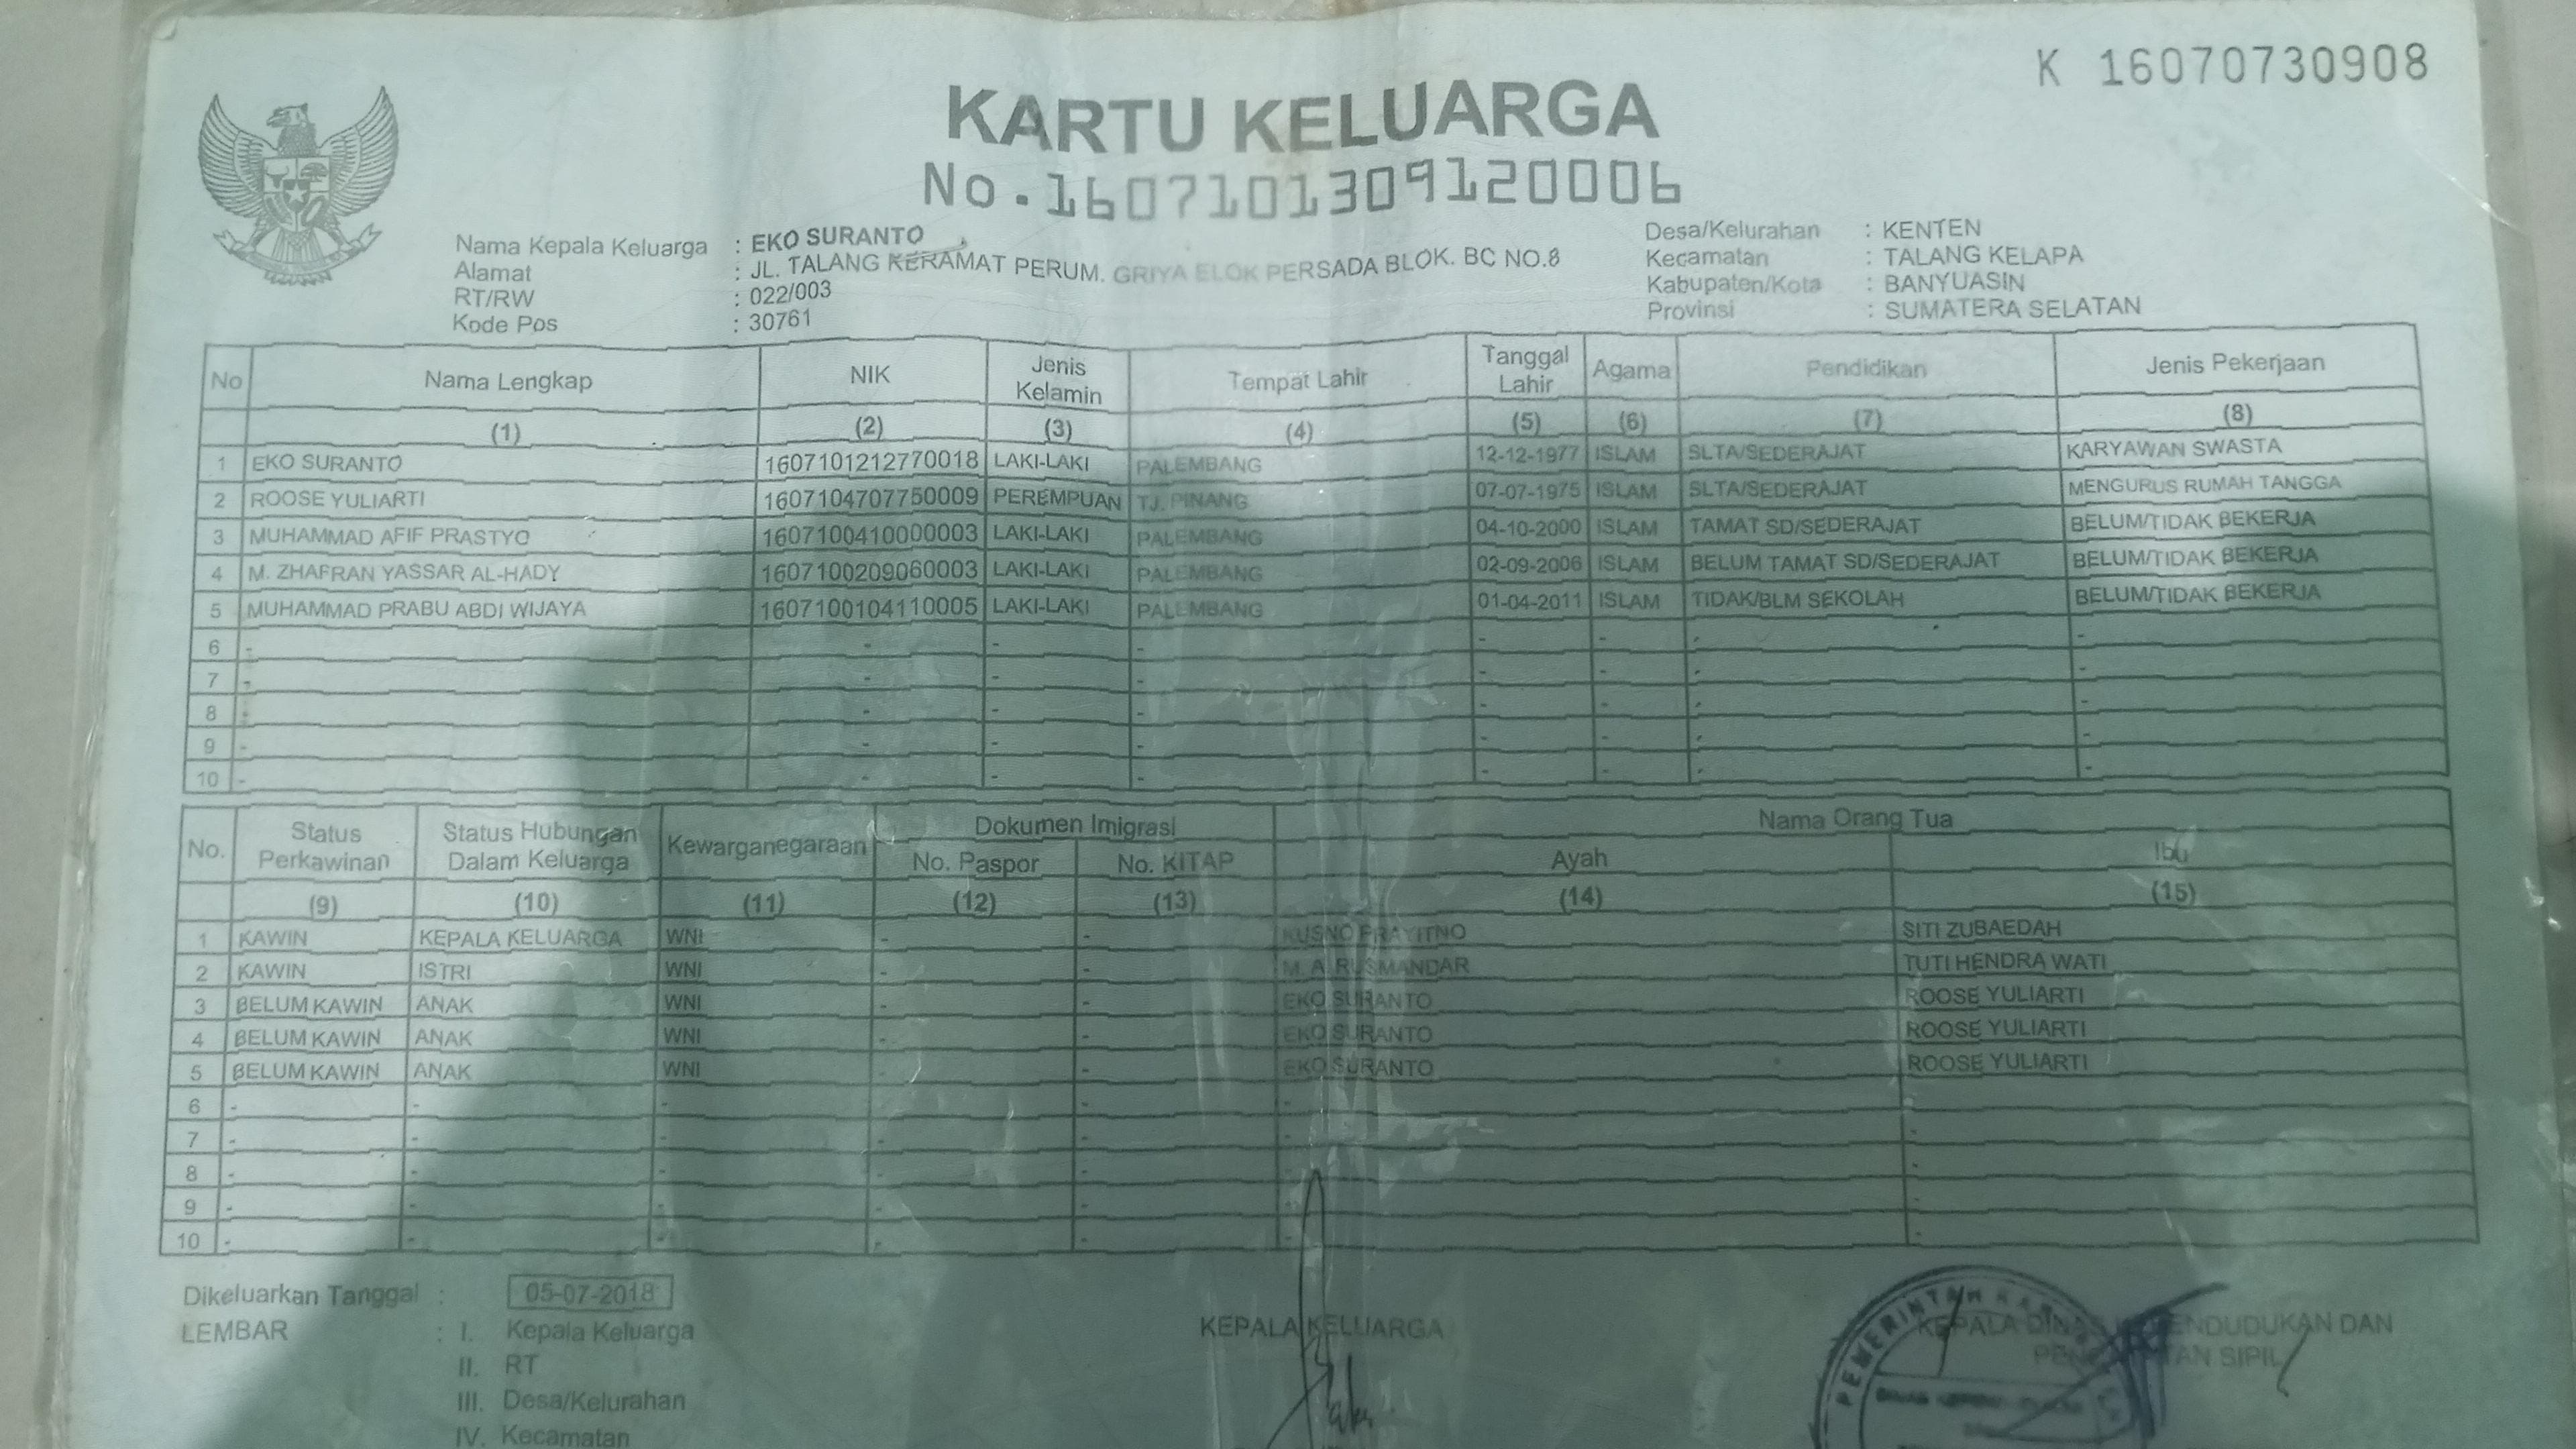 K 16070730908
KARTU KELUARGA
No. 1607101309120006
Nama Kepala Keluarga : EKO SURANTO
Alamat : JL. TALANG KERAMAT PERUM. GRIYA ELOK PERSADA BLOK. BC NO.8
RT/RW : 022/003
Kode Pos : 30761
Desa/Kelurahan : KENTEN
Kecamatan : TALANG KELAPA
Kabupaten/Kota : BANYUASIN
Provinsi : SUMATERA SELATAN
No Nama Lengkap NIK Jenis Kelamin Tempat Lahir Tanggal Lahir Agama Pendidikan Jenis Pekerjaan
(1) (2) (3) (4) (5) (6) (7) (8)
1 EKO SURANTO 1607101212770018 LAKI-LAKI PALEMBANG 12-12-1977 ISLAM SLTA/SEDERAJAT KARYAWAN SWASTA
2 ROOSE YULIARTI 1607104707750009 PEREMPUAN TJ. PINANG 07-07-1975 ISLAM SLTA/SEDERAJAT MENGURUS RUMAH TANGGA
3 MUHAMMAD AFIF PRASTYO 1607100410000003 LAKI-LAKI PALEMBANG 04-10-2000 ISLAM TAMAT SD/SEDERAJAT BELUM/TIDAK BEKERJA
4 M. ZHAFRAN YASSAR AL-HADY 1607100209060003 LAKI-LAKI PALEMBANG 02-09-2006 ISLAM BELUM TAMAT SD/SEDERAJAT BELUM/TIDAK BEKERJA
5 MUHAMMAD PRABU ABDI WIJAYA 1607100104110005 LAKI-LAKI PALEMBANG 01-04-2011 ISLAM TIDAK/BLM SEKOLAH BELUM/TIDAK BEKERJA
6 - - - - - - - -
7 - - - - - - - -
8 - - - - - - - -
9 - - - - - - - -
10 - - - - - - - -
No. Status Perkawinan Status Hubungan Dalam Keluarga Kewarganegaraan Dokumen Imigrasi Nama Orang Tua
No. Paspor No. KITAP Ayah Ibu
(9) (10) (11) (12) (13) (14) (15)
1 KAWIN KEPALA KELUARGA WNI - - KUSNO PRAYITNO SITI ZUBAEDAH
2 KAWIN ISTRI WNI - - M. A. RUSMANDAR TUTI HENDRA WATI
3 BELUM KAWIN ANAK WNI - - EKO SURANTO ROOSE YULIARTI
4 BELUM KAWIN ANAK WNI - - EKO SURANTO ROOSE YULIARTI
5 BELUM KAWIN ANAK WNI - - EKO SURANTO ROOSE YULIARTI
6 - - - - - - -
7 - - - - - - -
8 - - - - - - -
9 - - - - - - -
10 - - - - - - -
Dikeluarkan Tanggal : 05-07-2018
LEMBAR : I. Kepala Keluarga
II. RT
III. Desa/Kelurahan
IV. Kecamatan
KEPALA KELUARGA
KEPALA DINAS KEPENDUDUKAN DAN
PENCATATAN SIPIL
PEMERINTAH